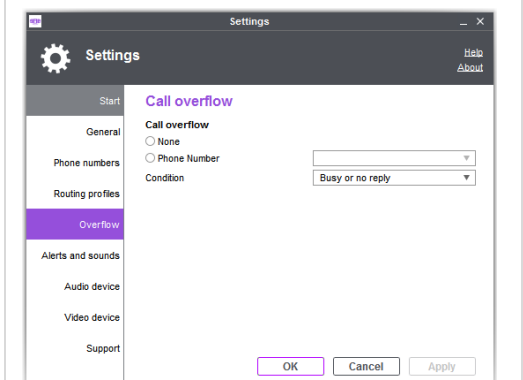 Settings
Settings
Help
About
Start
General
Phone numbers
Routing profiles
Overflow
Alerts and sounds
Audio device
Video device
Support
Call overflow
Call overflow
None
Phone Number
Condition Busy or no reply
OK Cancel Apply